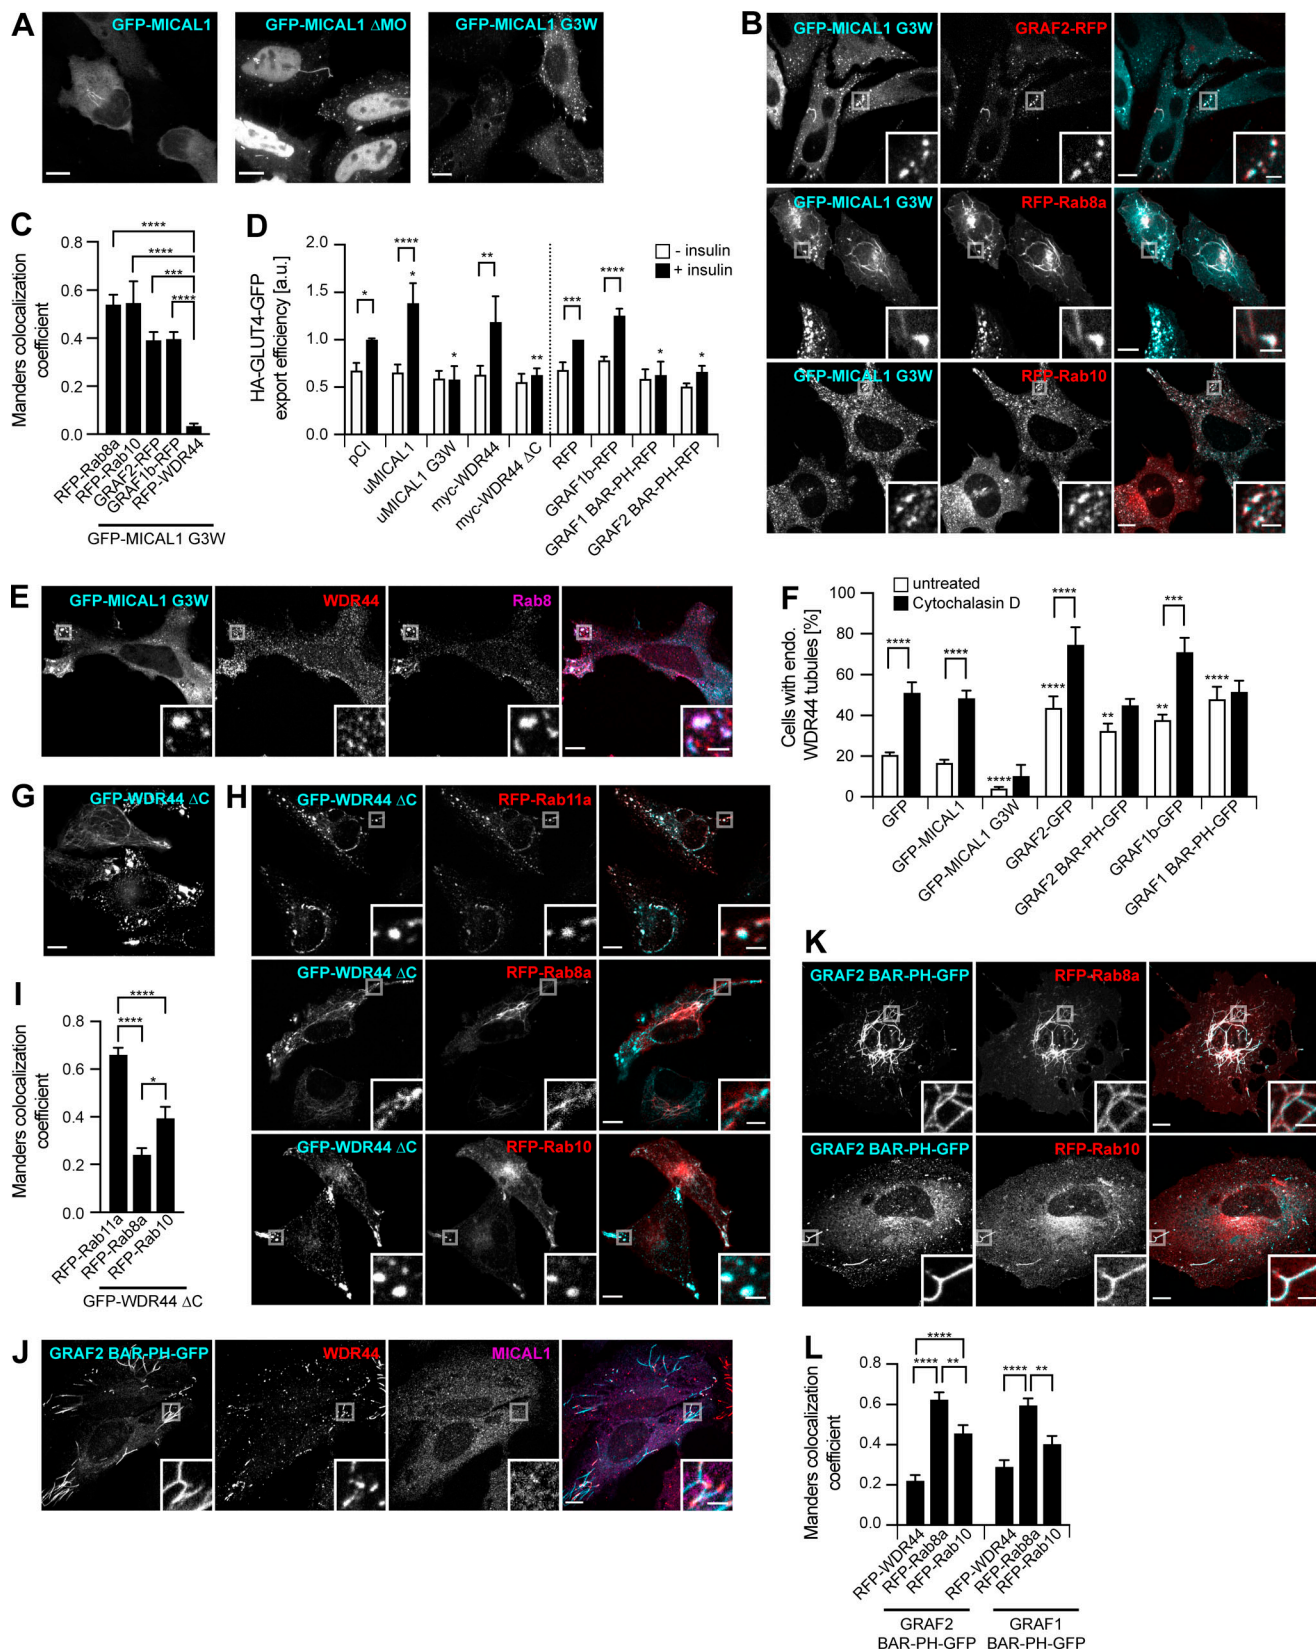 A
GFP-MICAL1
GFP-MICAL1 ΔMO
GFP-MICAL1 G3W
B
GFP-MICAL1 G3W
GRAF2-RFP
GFP-MICAL1 G3W
RFP-Rab8a
GFP-MICAL1 G3W
RFP-Rab10
C
Manders colocalization
coefficient
0.8
0.6
0.4
0.2
0.0
****
****
***
****
RFP-Rab8a
RFP-Rab10
GRAF2-RFP
GRAF1b-RFP
RFP-WDR44
GFP-MICAL1 G3W
D
HA-GLUT4-GFP
export efficiency [a.u.]
2.0
1.5
1.0
0.5
0.0
- insulin
+ insulin
*
****
*
*
**
**
***
****
*
*
pCI
uMICAL1
uMICAL1 G3W
myc-WDR44
myc-WDR44 ΔC
RFP
GRAF1b-RFP
GRAF1 BAR-PH-RFP
GRAF2 BAR-PH-RFP
E
GFP-MICAL1 G3W
WDR44
Rab8
F
Cells with endo.
WDR44 tubules [%]
100
80
60
40
20
0
untreated
Cytochalasin D
****
****
****
****
****
**
***
**
****
GFP
GFP-MICAL1
GFP-MICAL1 G3W
GRAF2-GFP
GRAF2 BAR-PH-GFP
GRAF1b-GFP
GRAF1 BAR-PH-GFP
G
GFP-WDR44 ΔC
H
GFP-WDR44 ΔC
RFP-Rab11a
GFP-WDR44 ΔC
RFP-Rab8a
GFP-WDR44 ΔC
RFP-Rab10
I
Manders colocalization
coefficient
0.8
0.6
0.4
0.2
0.0
****
****
*
RFP-Rab11a
RFP-Rab8a
RFP-Rab10
GFP-WDR44 ΔC
J
GRAF2 BAR-PH-GFP
WDR44
MICAL1
K
GRAF2 BAR-PH-GFP
RFP-Rab8a
GRAF2 BAR-PH-GFP
RFP-Rab10
L
Manders colocalization
coefficient
0.8
0.6
0.4
0.2
0.0
****
****
**
****
**
RFP-WDR44
RFP-Rab8a
RFP-Rab10
RFP-WDR44
RFP-Rab8a
RFP-Rab10
GRAF2
BAR-PH-GFP
GRAF1
BAR-PH-GFP